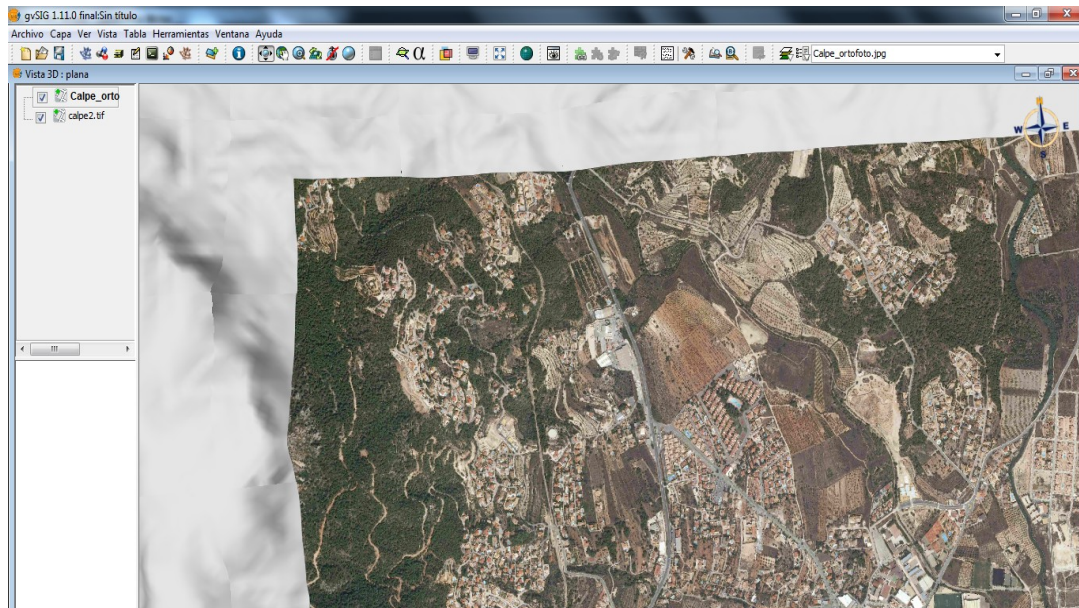 gvSIG 1.11.0 final:Sin título
Archivo Capa Ver Vista Tabla Herramientas Ventana Ayuda
Calpe_ortofoto.jpg
Vista 3D : plana
Calpe_orto
calpe2.tif
N
W E
S